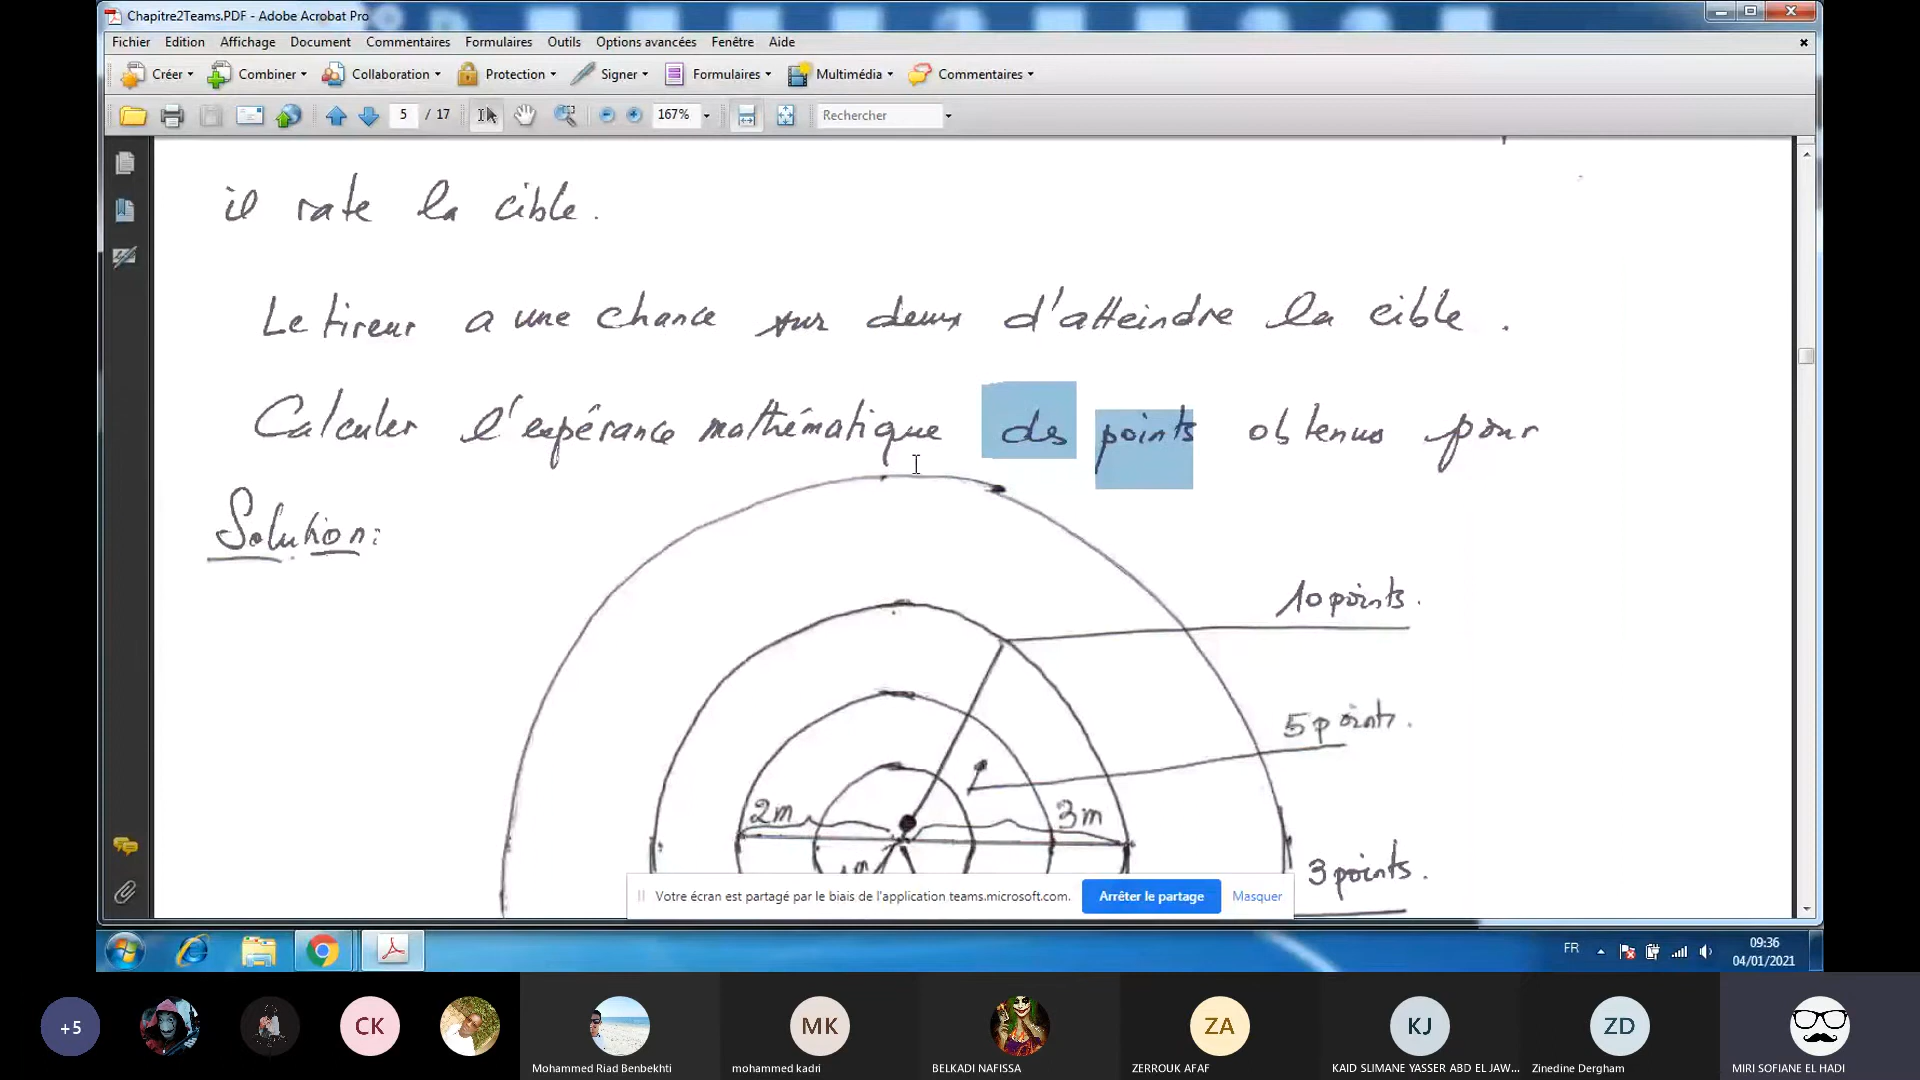 Chapitre2Teams.PDF - Adobe Acrobat Pro
Fichier Edition Affichage Document Commentaires Formulaires Outils Options avancées Fenêtre Aide
Créer Combiner Collaboration Protection Signer Formulaires Multimédia Commentaires
5 / 17 167% Rechercher
il rate la cible.
Le tireur a une chance sur deux d'atteindre la cible.
Calculer l'espérance mathématique des points obtenus pour
Solution:
10 points.
5 points.
2m 3m
3 points.
Votre écran est partagé par le biais de l'application teams.microsoft.com. Arrêter le partage Masquer
FR 09:36
04/01/2021
+5 CK MK ZA KJ ZD
Mohammed Riad Benbekhti mohammed kadri BELKADI NAFISSA ZERROUK AFAF KAID SLIMANE YASSER ABD EL JAW... Zinedine Dergham MIRI SOFIANE EL HADI